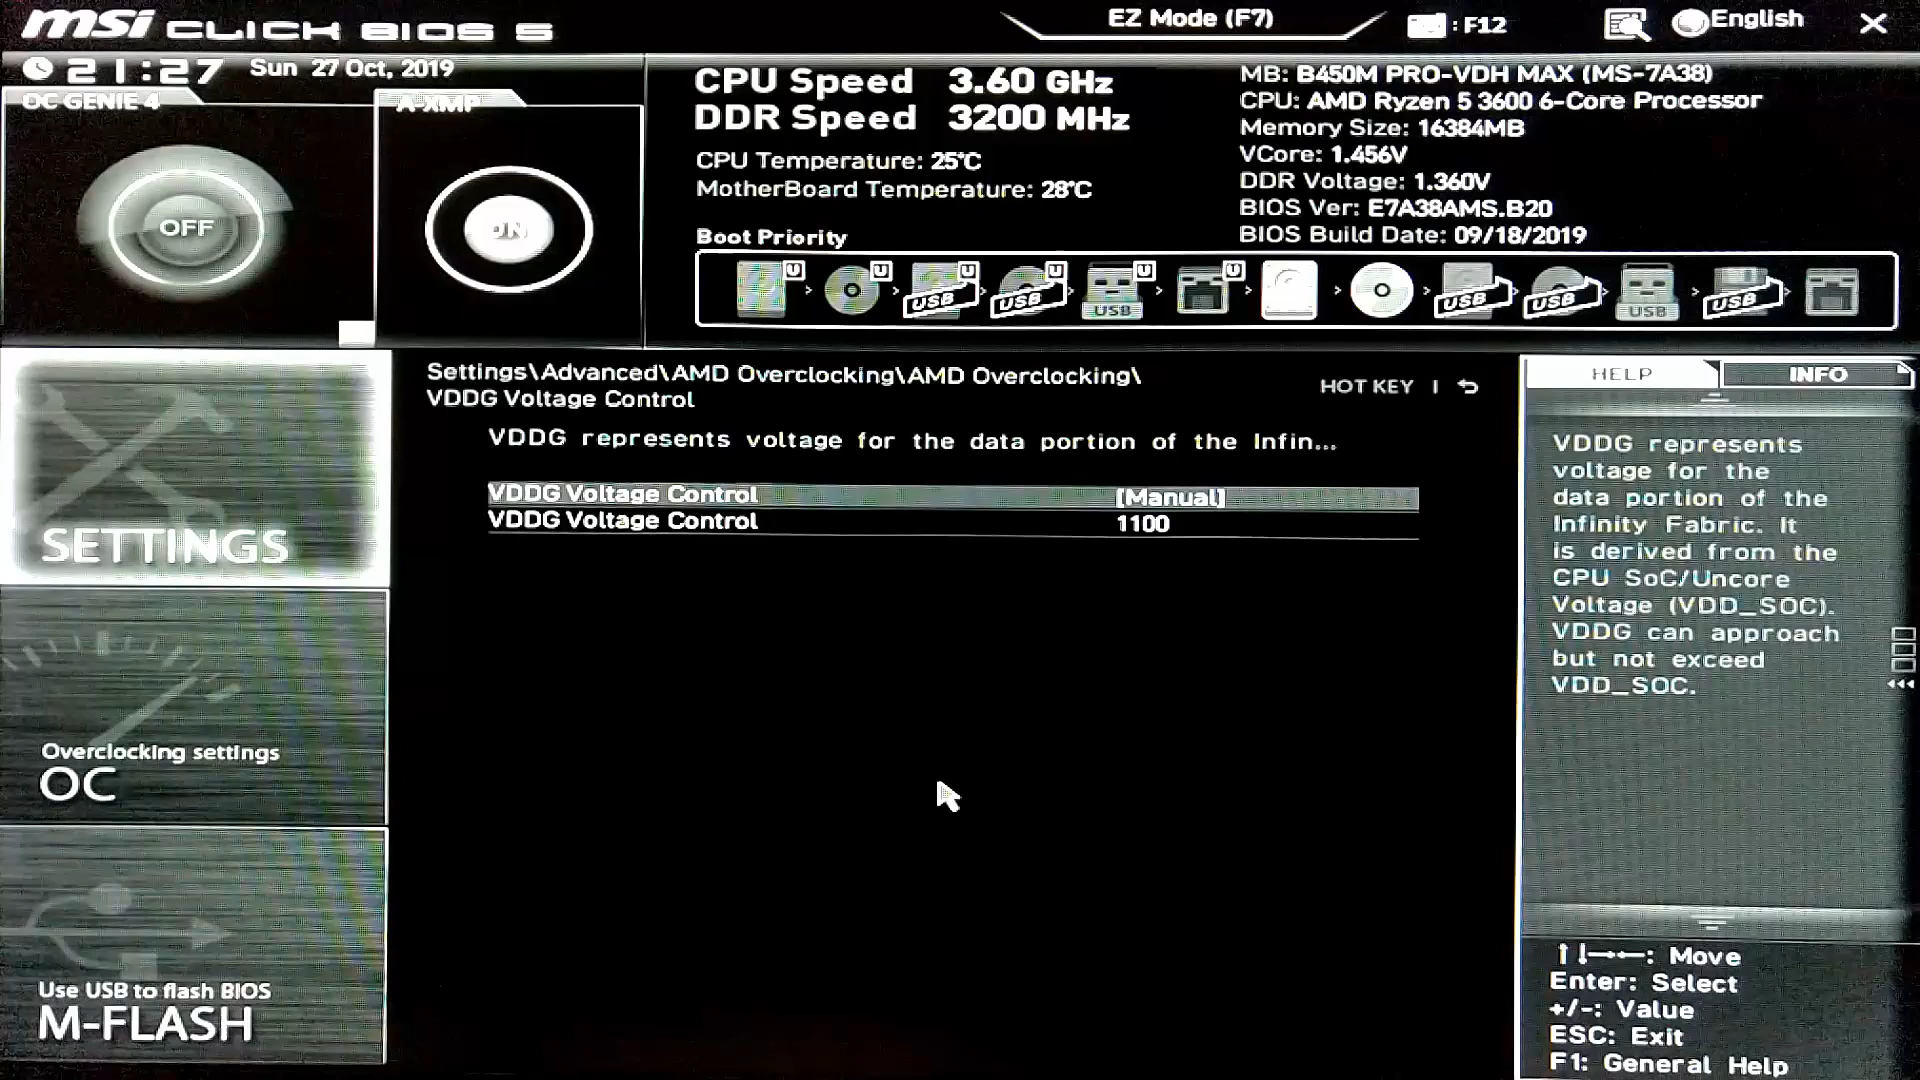 msi CLICK BIOS 5
EZ Mode (F7)
: F12
English
21:27 Sun 27 Oct, 2019
OC GENIE 4
A-XMP
OFF
ON
CPU Speed 3.60 GHz
DDR Speed 3200 MHz
CPU Temperature: 25°C
MotherBoard Temperature: 28°C
MB: B450M PRO-VDH MAX (MS-7A38)
CPU: AMD Ryzen 5 3600 6-Core Processor
Memory Size: 16384MB
VCore: 1.456V
DDR Voltage: 1.360V
BIOS Ver: E7A38AMS.B20
BIOS Build Date: 09/18/2019
Boot Priority
U U U U U U
USB USB USB USB USB USB USB
SETTINGS
Overclocking settings
OC
Use USB to flash BIOS
M-FLASH
Settings\Advanced\AMD Overclocking\AMD Overclocking\
VDDG Voltage Control
HOT KEY |
VDDG represents voltage for the data portion of the Infin...
VDDG Voltage Control [Manual]
VDDG Voltage Control 1100
HELP
INFO
VDDG represents
voltage for the
data portion of the
Infinity Fabric. It
is derived from the
CPU SoC/Uncore
Voltage (VDD_SOC).
VDDG can approach
but not exceed
VDD_SOC.
↑↓→←: Move
Enter: Select
+/-: Value
ESC: Exit
F1: General Help